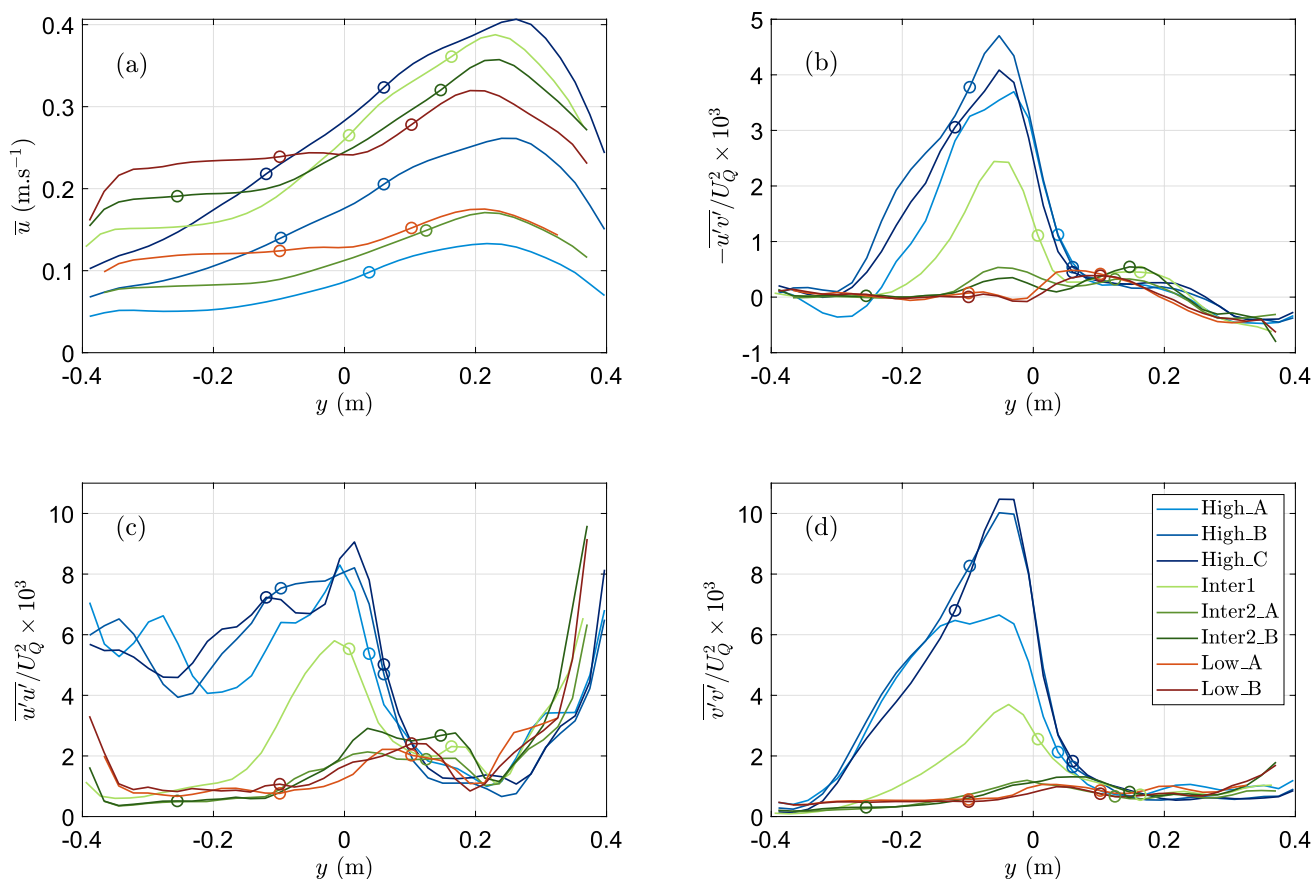 (a)
0.4
0.3
0.2
0.1
0
u̅ (m.s⁻¹)
-0.4 -0.2 0 0.2 0.4
y (m)
(b)
5
4
3
2
1
0
-1
−u′v′̅/U²_Q × 10³
-0.4 -0.2 0 0.2 0.4
y (m)
(c)
10
8
6
4
2
0
u′u′̅/U²_Q × 10³
-0.4 -0.2 0 0.2 0.4
y (m)
(d)
10
8
6
4
2
0
v′v′̅/U²_Q × 10³
-0.4 -0.2 0 0.2 0.4
y (m)
High_A
High_B
High_C
Inter1
Inter2_A
Inter2_B
Low_A
Low_B